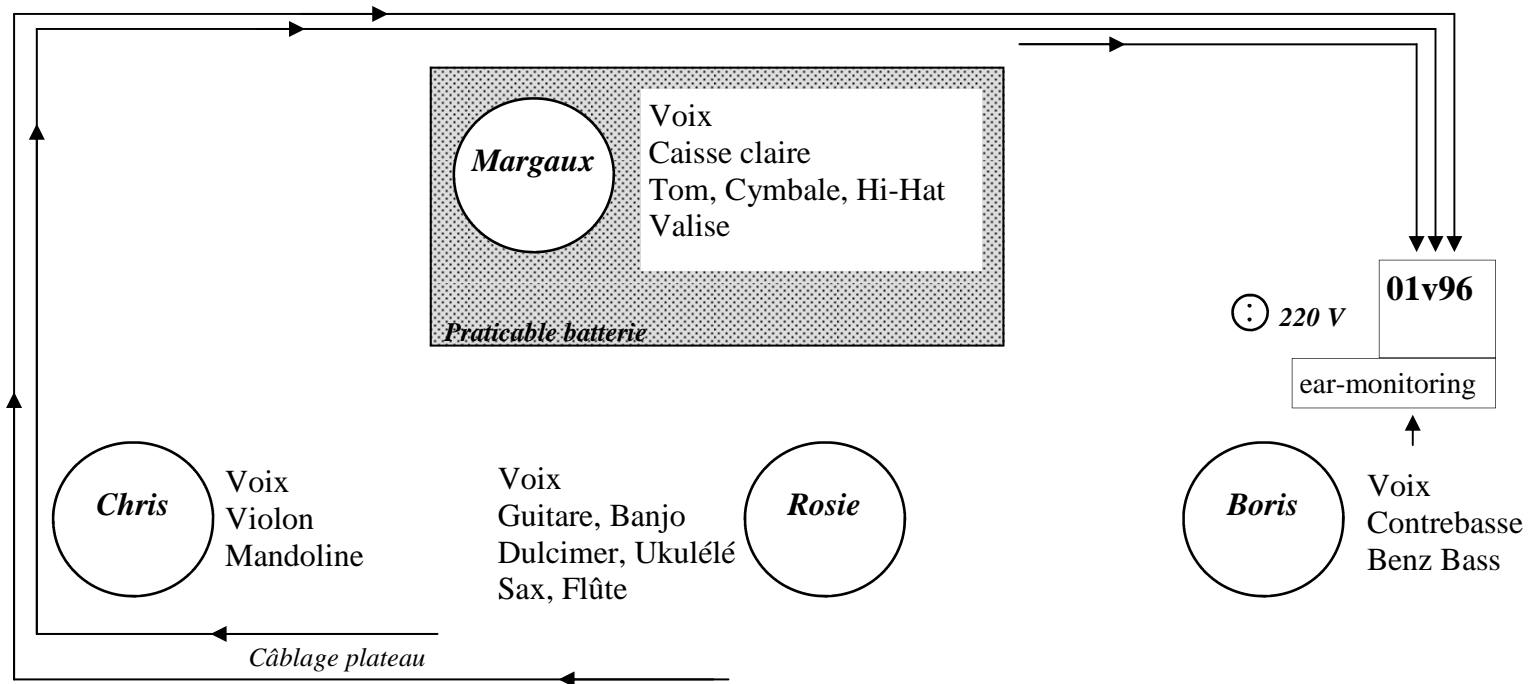 Margaux
Voix
Caisse claire
Tom, Cymbale, Hi-Hat
Valise
Praticable batterie
01v96
: 220 V
ear-monitoring
Chris
Voix
Violon
Mandoline
Voix
Guitare, Banjo
Dulcimer, Ukulélé
Sax, Flûte
Rosie
Boris
Voix
Contrebasse
Benz Bass
Câblage plateau